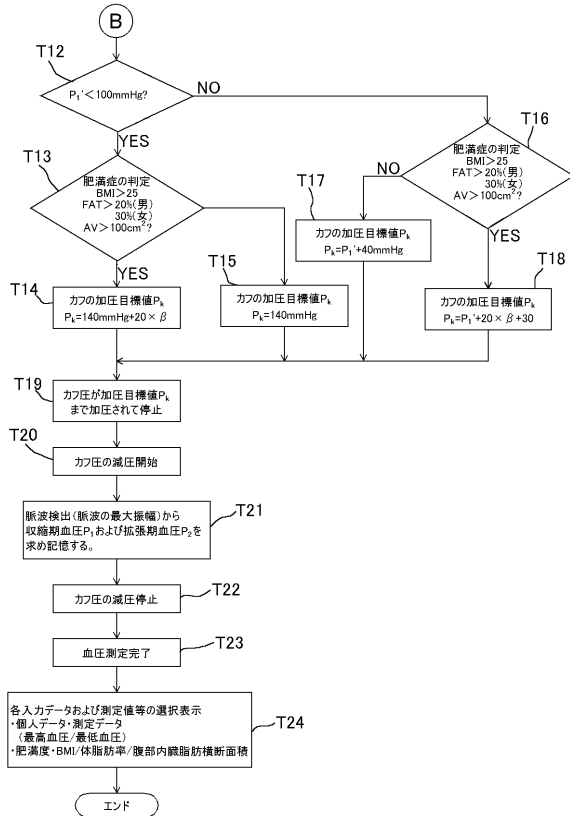 B
T12
P₁'＜100mmHg?
NO
YES
T13
肥満症の判定
BMI＞25
FAT＞20%(男)
30%(女)
AV＞100cm²?
YES
T16
肥満症の判定
BMI＞25
FAT＞20%(男)
30%(女)
AV＞100cm²?
NO
YES
T17
カフの加圧目標値Pₖ
Pₖ=P₁'+40mmHg
T14
カフの加圧目標値Pₖ
Pₖ=140mmHg+20×β
T15
カフの加圧目標値Pₖ
Pₖ=140mmHg
T18
カフの加圧目標値Pₖ
Pₖ=P₁'+20×β+30
T19
カフ圧が加圧目標値Pₖ
まで加圧されて停止
T20
カフ圧の減圧開始
T21
脈波検出(脈波の最大振幅)から
収縮期血圧P₁および拡張期血圧P₂を
求め記憶する。
T22
カフ圧の減圧停止
T23
血圧測定完了
T24
各入力データおよび測定値等の選択表示
・個人データ・測定データ
（最高血圧/最低血圧）
・肥満度・BMI/体脂肪率/腹部内臓脂肪横断面積
エンド